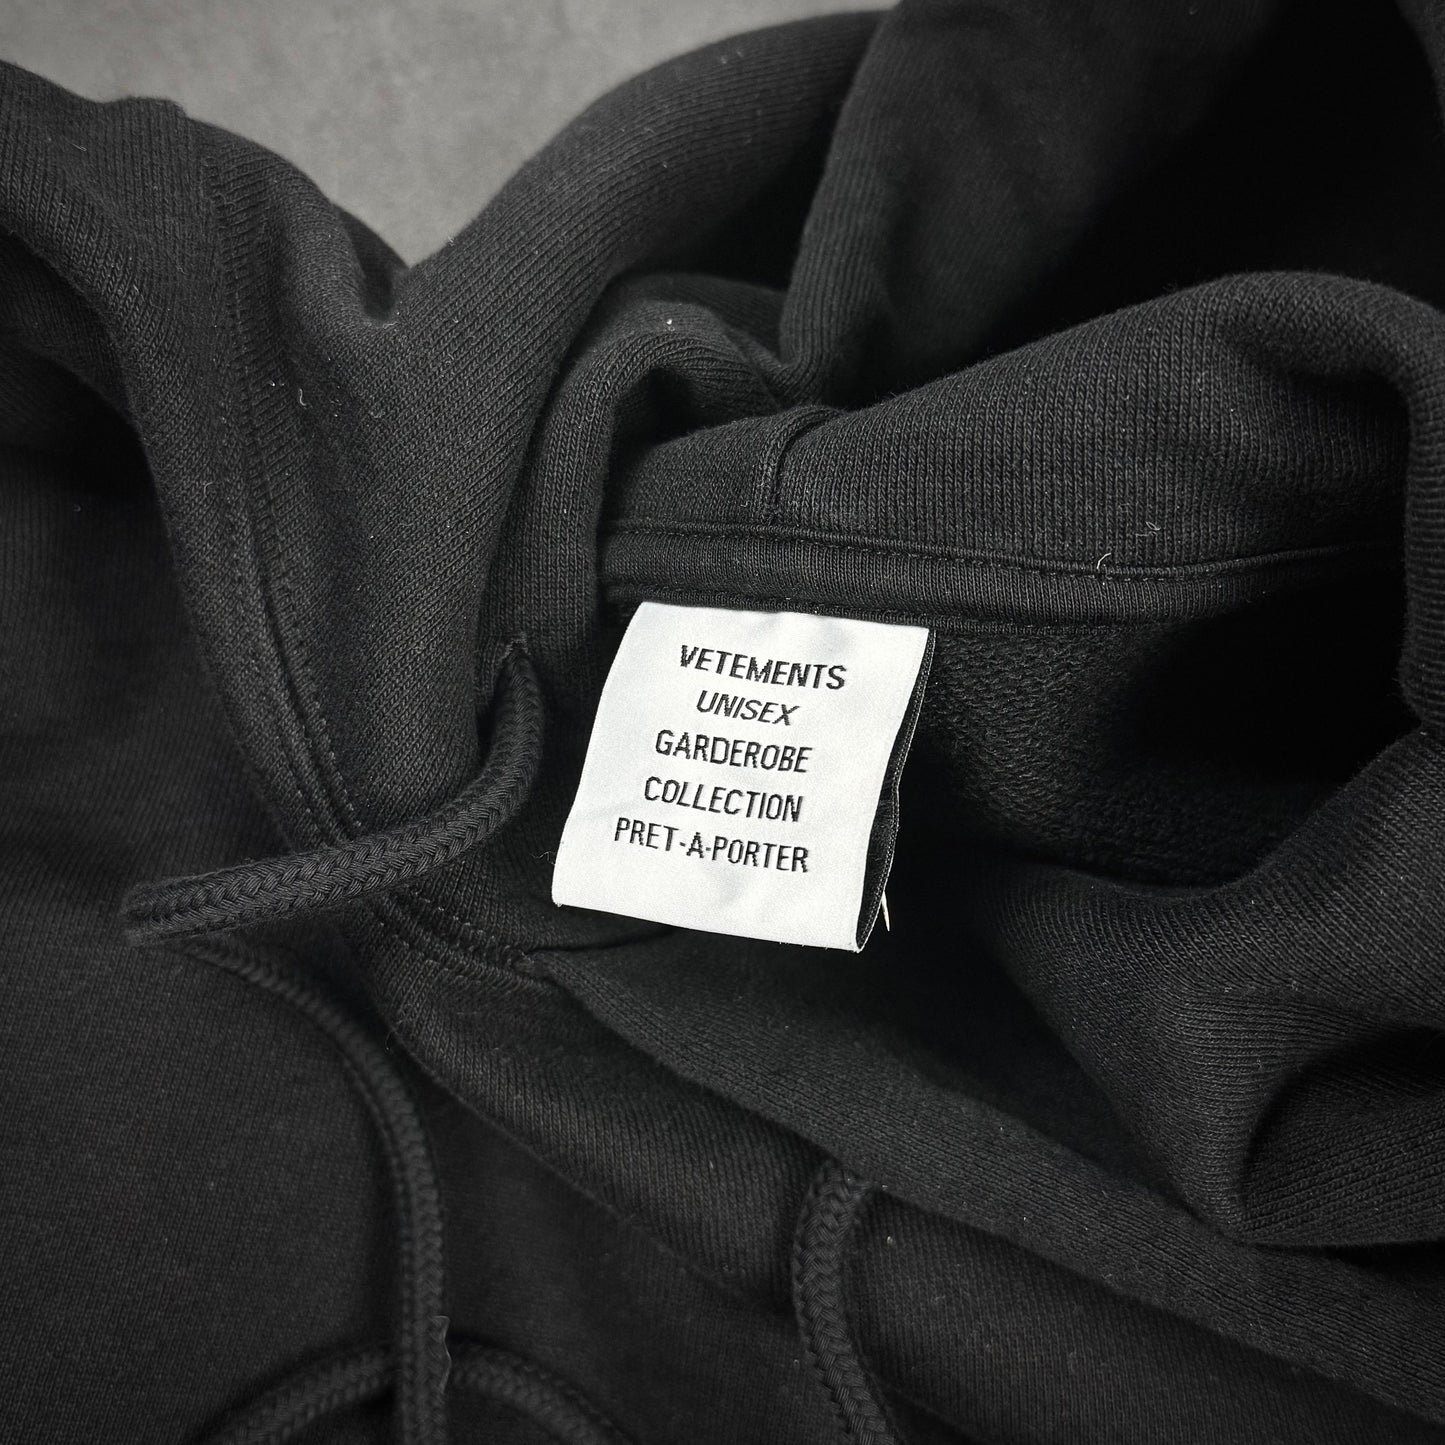 VETEMENTS
UNISEX
GARDEROBE
COLLECTION
PRET-A-PORTER